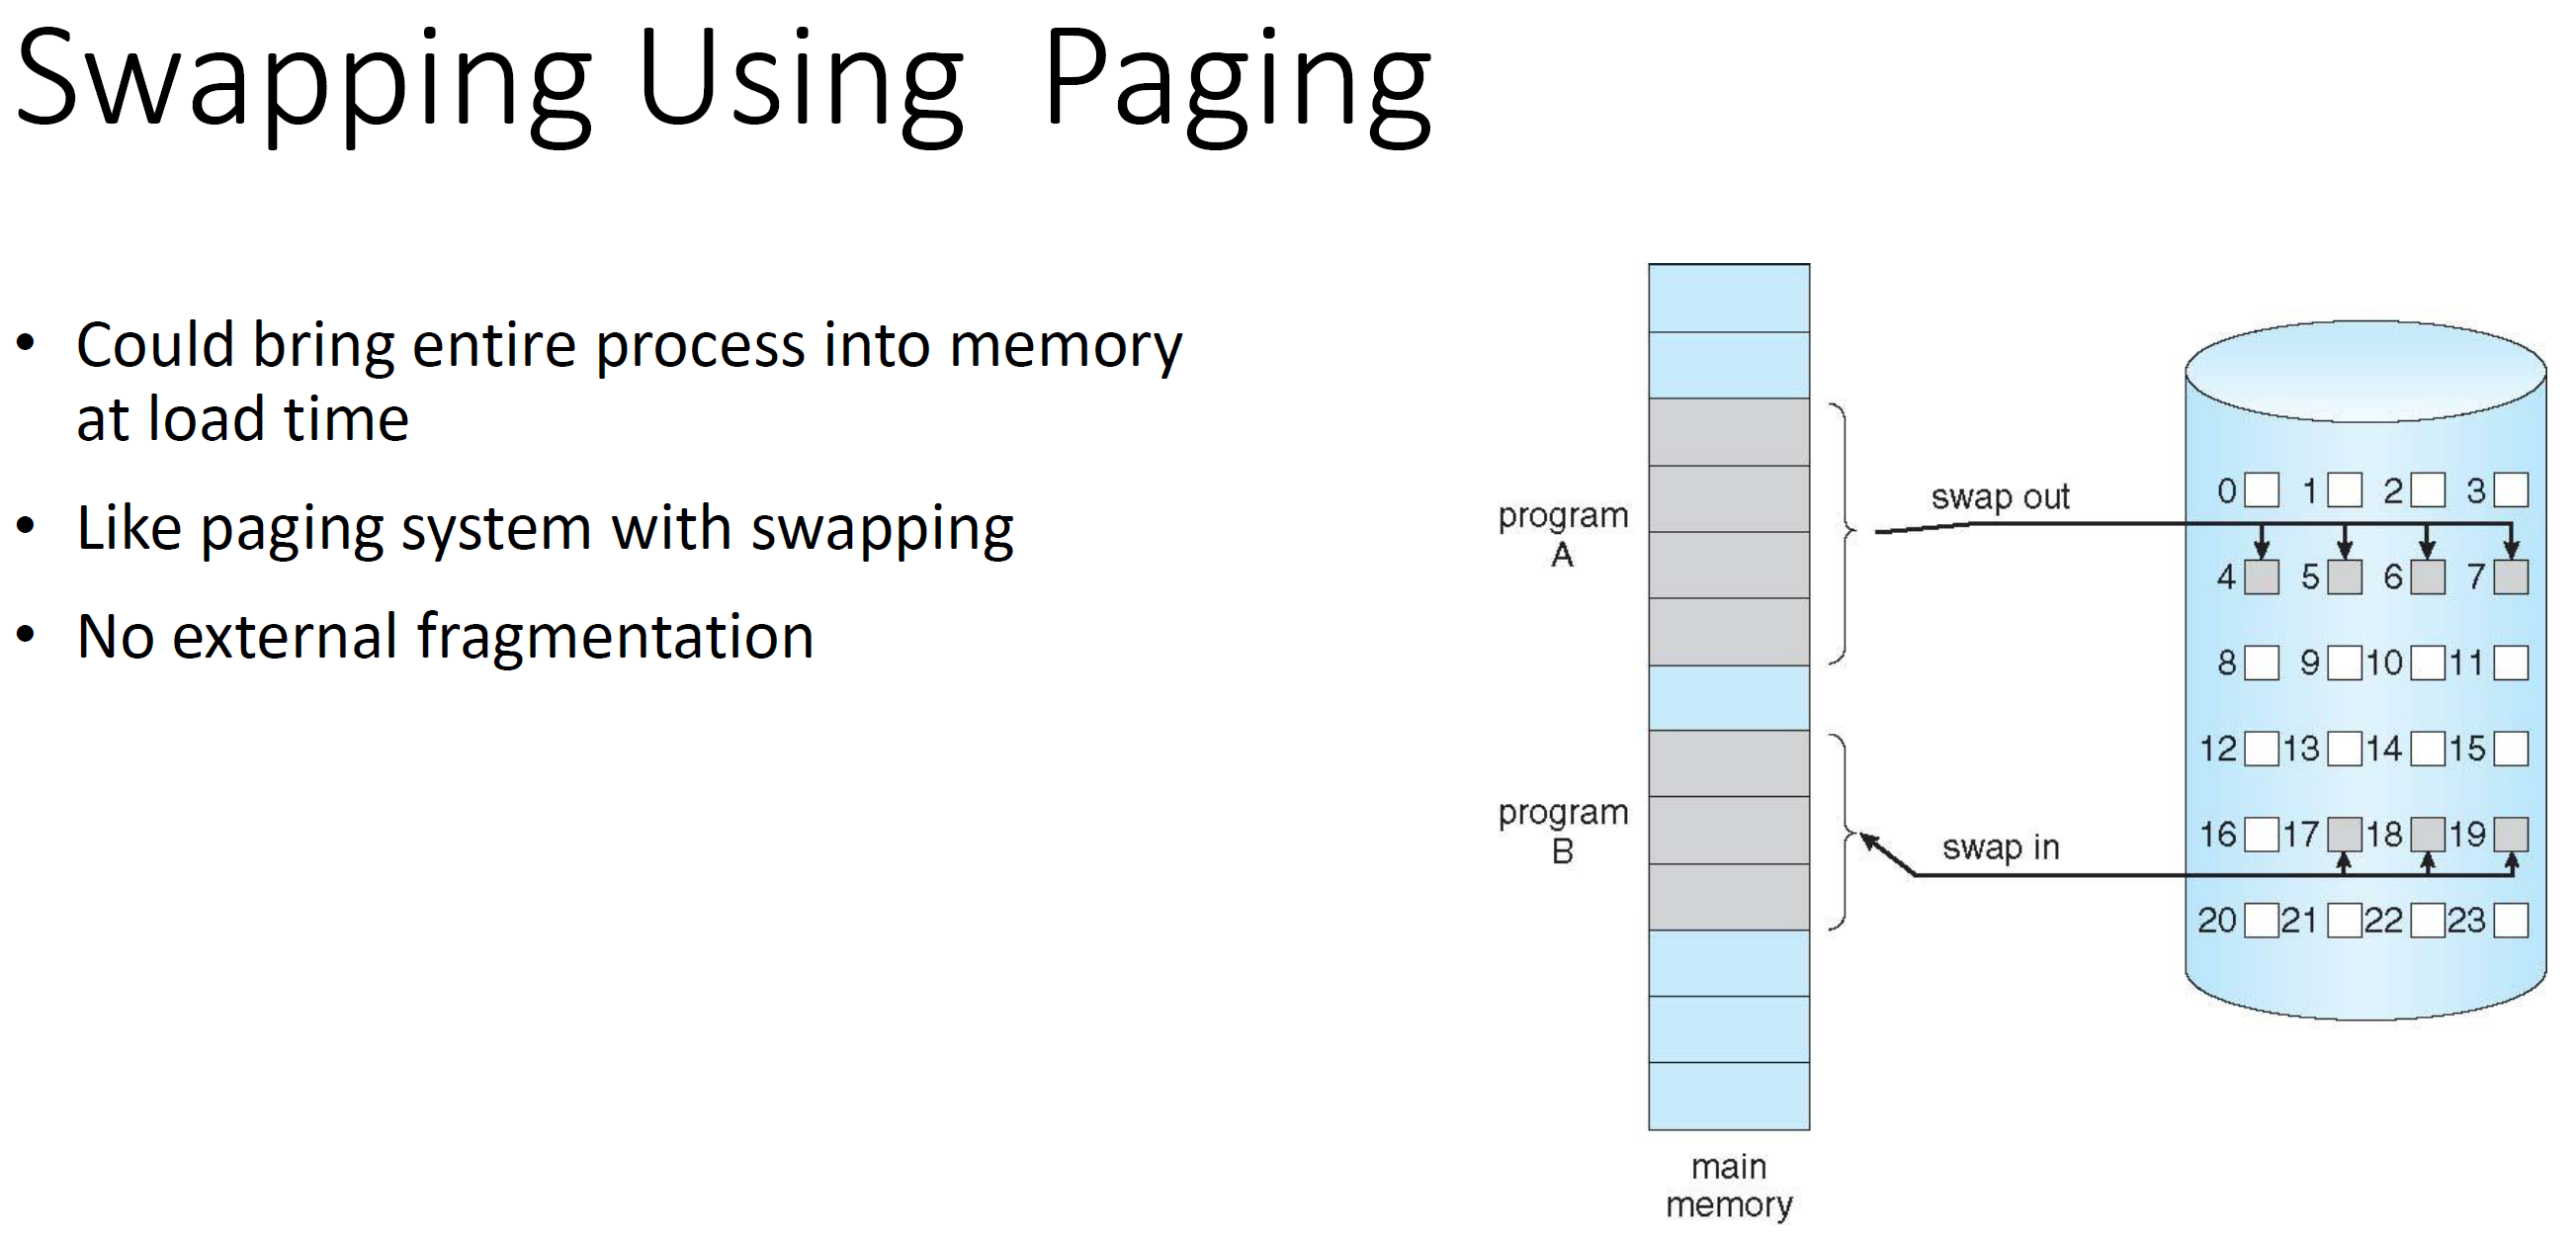 Swapping Using  Paging
• Could bring entire process into memory
at load time
• Like paging system with swapping
• No external fragmentation
program
A
swap out
program
B
swap in
main
memory
0 1 2 3
4 5 6 7
8 9 10 11
12 13 14 15
16 17 18 19
20 21 22 23